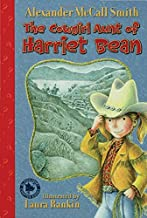 Alexander McCall Smith
The Cowgirl Aunt of
Harriet Bean
Illustrated by
Laura Rankin